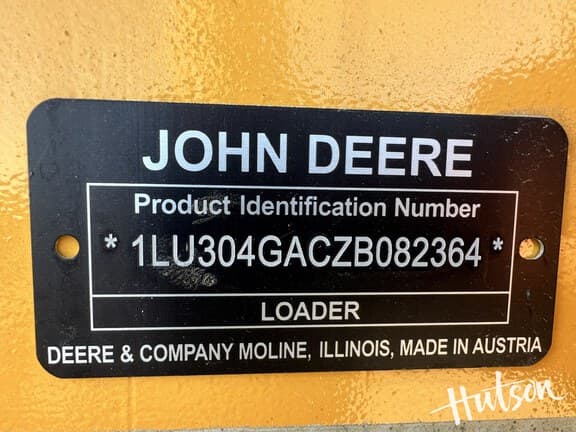 JOHN DEERE
Product Identification Number
* 1LU304GACZB082364 *
LOADER
DEERE & COMPANY MOLINE, ILLINOIS, MADE IN AUSTRIA
Hutson